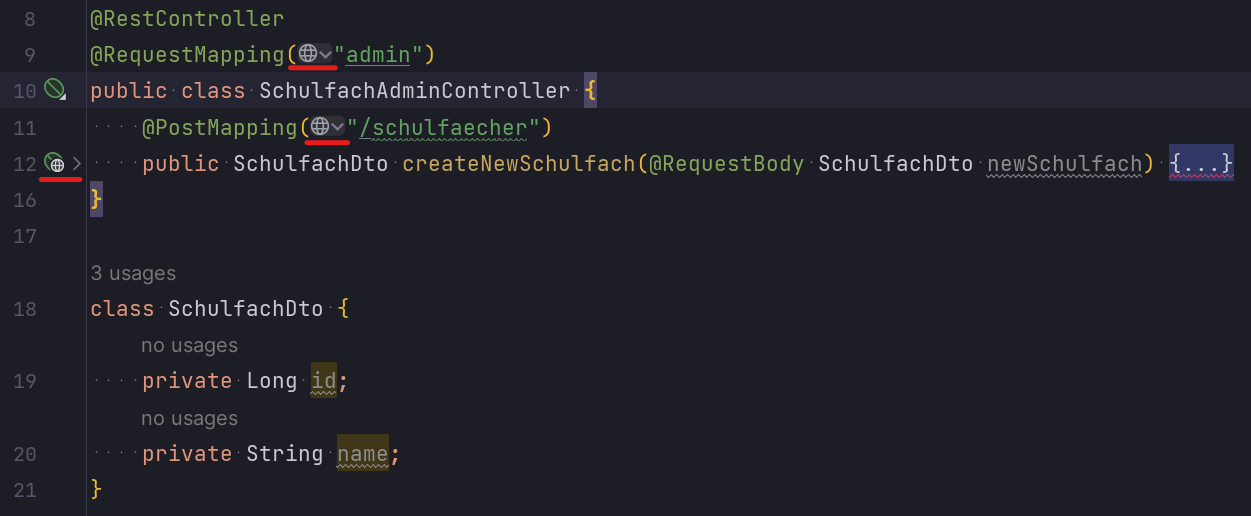 8 @RestController
9 @RequestMapping("admin")
10 public class SchulfachAdminController {
11 @PostMapping("/schulfaecher")
12 public SchulfachDto createNewSchulfach(@RequestBody SchulfachDto newSchulfach) {...}
16 }
17
3 usages
18 class SchulfachDto {
no usages
19 private Long id;
no usages
20 private String name;
21 }